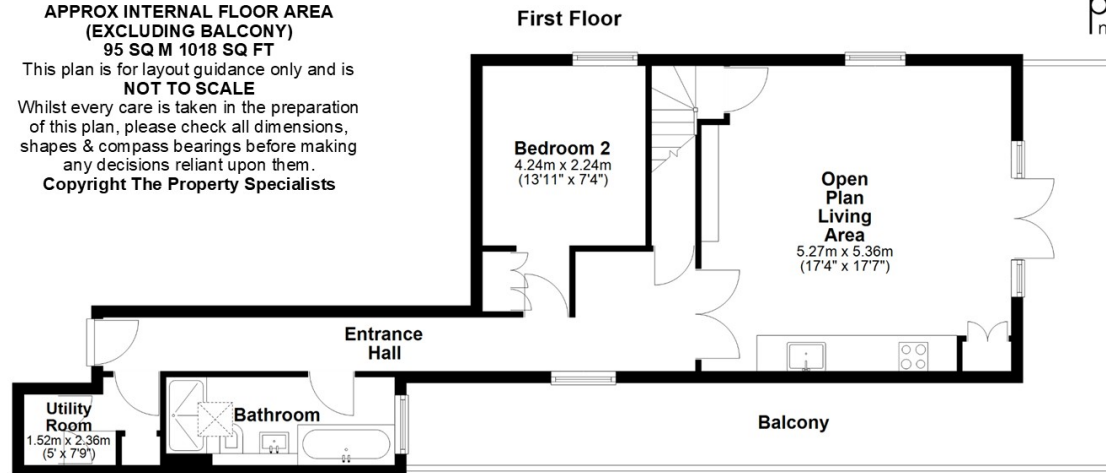 APPROX INTERNAL FLOOR AREA
(EXCLUDING BALCONY)
95 SQ M 1018 SQ FT
This plan is for layout guidance only and is
NOT TO SCALE
Whilst every care is taken in the preparation
of this plan, please check all dimensions,
shapes & compass bearings before making
any decisions reliant upon them.
Copyright The Property Specialists
First Floor
Bedroom 2
4.24m x 2.24m
(13'11" x 7'4")
Open
Plan
Living
Area
5.27m x 5.36m
(17'4" x 17'7")
Entrance
Hall
Utility
Room
1.52m x 2.36m
(5' x 7'9")
Bathroom
Balcony